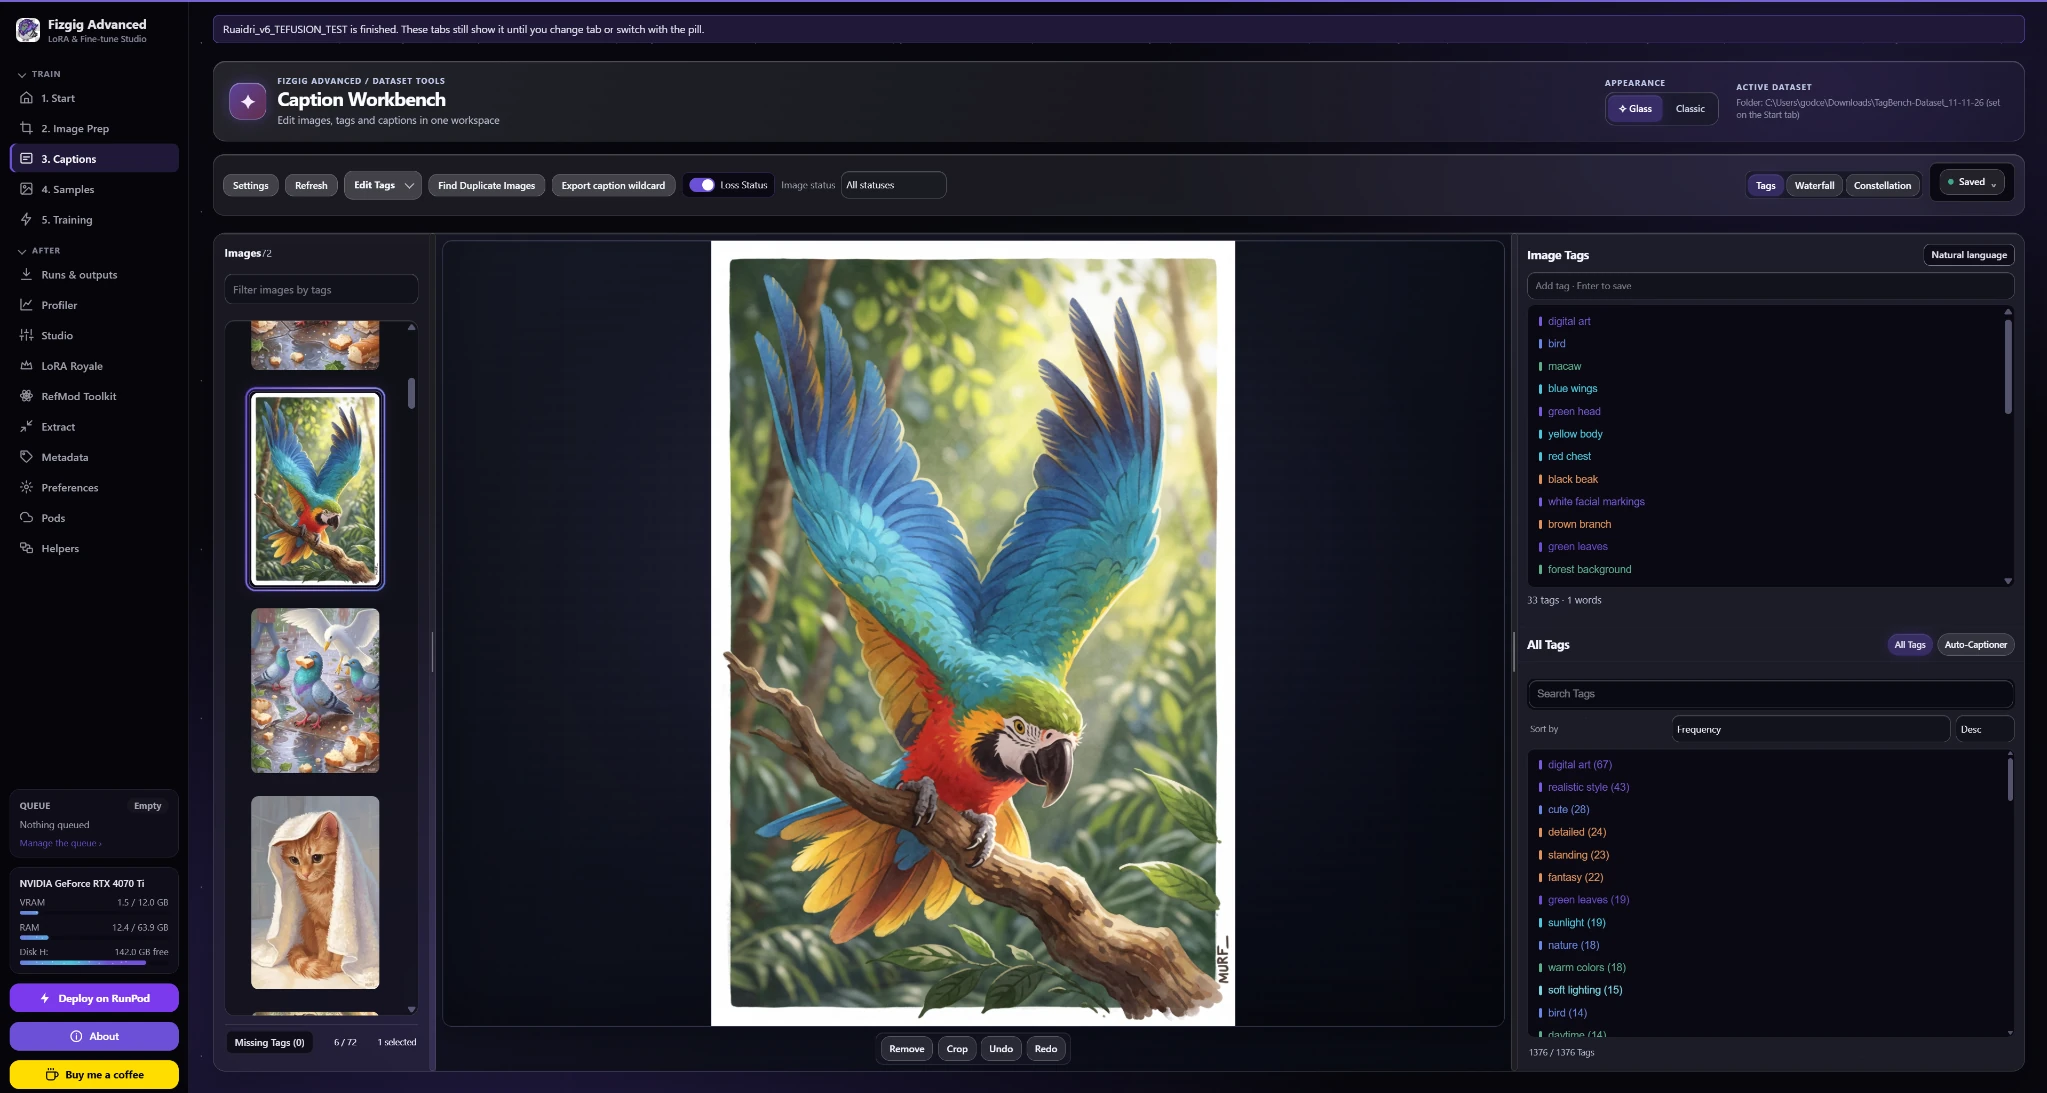 Fizgig Advanced
LoRA & Fine-tune Studio
TRAIN
1. Start
2. Image Prep
3. Captions
4. Samples
5. Training
AFTER
Runs & outputs
Profiler
Studio
LoRA Royale
RefMod Toolkit
Extract
Metadata
Preferences
Pods
Helpers
QUEUE
Empty
Nothing queued
Manage the queue ›
NVIDIA GeForce RTX 4070 Ti
VRAM 1.5 / 12.0 GB
RAM 12.4 / 63.9 GB
Disk H: 142.0 GB free
Deploy on RunPod
About
Buy me a coffee
Ruaidri_v6_TEFUSION_TEST is finished. These tabs still show it until you change tab or switch with the pill.
FIZGIG ADVANCED / DATASET TOOLS
Caption Workbench
Edit images, tags and captions in one workspace
APPEARANCE
Glass
Classic
ACTIVE DATASET
Folder: C:\Users\godce\Downloads\TagBench-Dataset_11-11-26 (set
on the Start tab)
Settings
Refresh
Edit Tags
Find Duplicate Images
Export caption wildcard
Loss Status
Image status
All statuses
Tags
Waterfall
Constellation
Saved
Images/2
Filter images by tags
Missing Tags (0)
6 / 72
1 selected
MURF_
Remove
Crop
Undo
Redo
Image Tags
Natural language
Add tag - Enter to save
digital art
bird
macaw
blue wings
green head
yellow body
red chest
black beak
white facial markings
brown branch
green leaves
forest background
33 tags · 1 words
All Tags
All Tags
Auto-Captioner
Search Tags
Sort by
Frequency
Desc
digital art (67)
realistic style (43)
cute (28)
detailed (24)
standing (23)
fantasy (22)
green leaves (19)
sunlight (19)
nature (18)
warm colors (18)
soft lighting (15)
bird (14)
daytime (14)
1376 / 1376 Tags